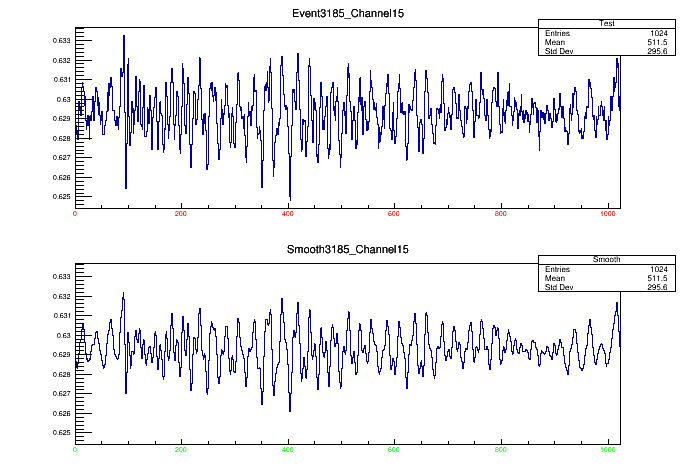 Event3185_Channel15
Test
Entries 1024
Mean 511.5
Std Dev 295.6
0.633
0.632
0.631
0.63
0.629
0.628
0.627
0.626
0.625
0 200 400 600 800 1000
Smooth3185_Channel15
Smooth
Entries 1024
Mean 511.5
Std Dev 295.6
0.633
0.632
0.631
0.63
0.629
0.628
0.627
0.626
0.625
0 200 400 600 800 1000